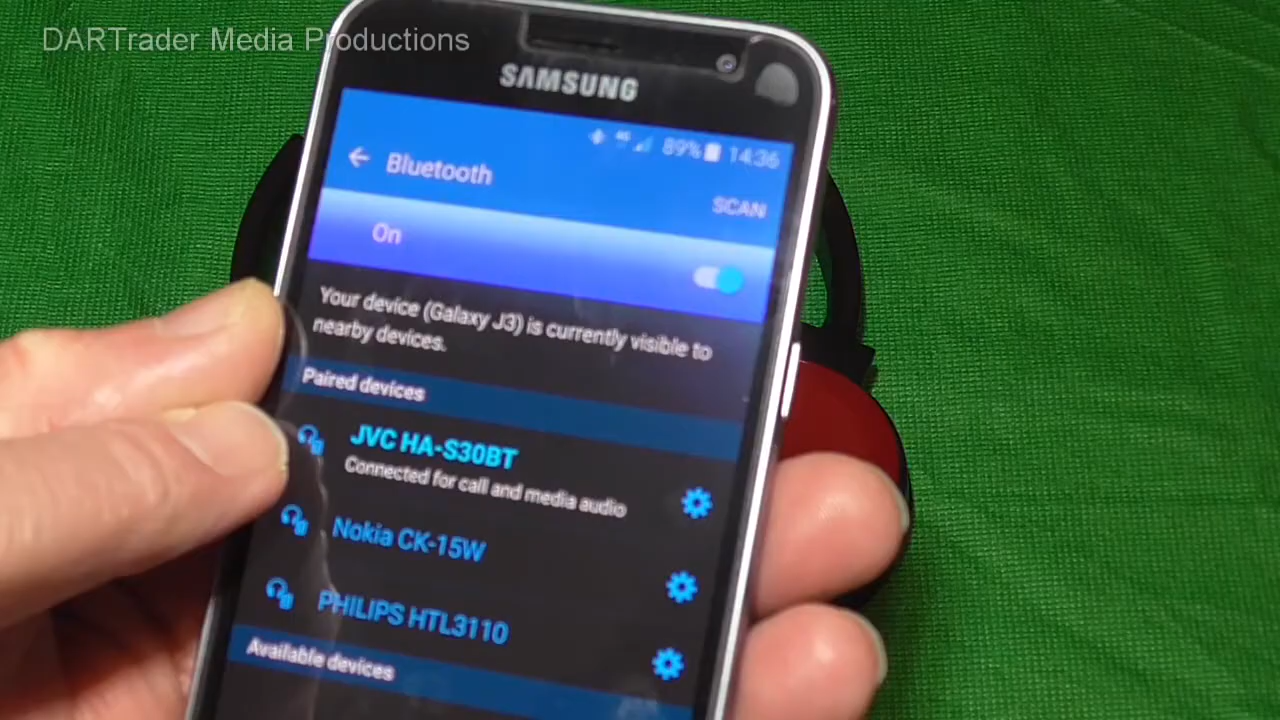 DARTrader Media Productions
SAMSUNG
4G 89% 14:36
Bluetooth
SCAN
On
Your device (Galaxy J3) is currently visible to
nearby devices.
Paired devices
JVC HA-S30BT
Connected for call and media audio
Nokia CK-15W
PHILIPS HTL3110
Available devices